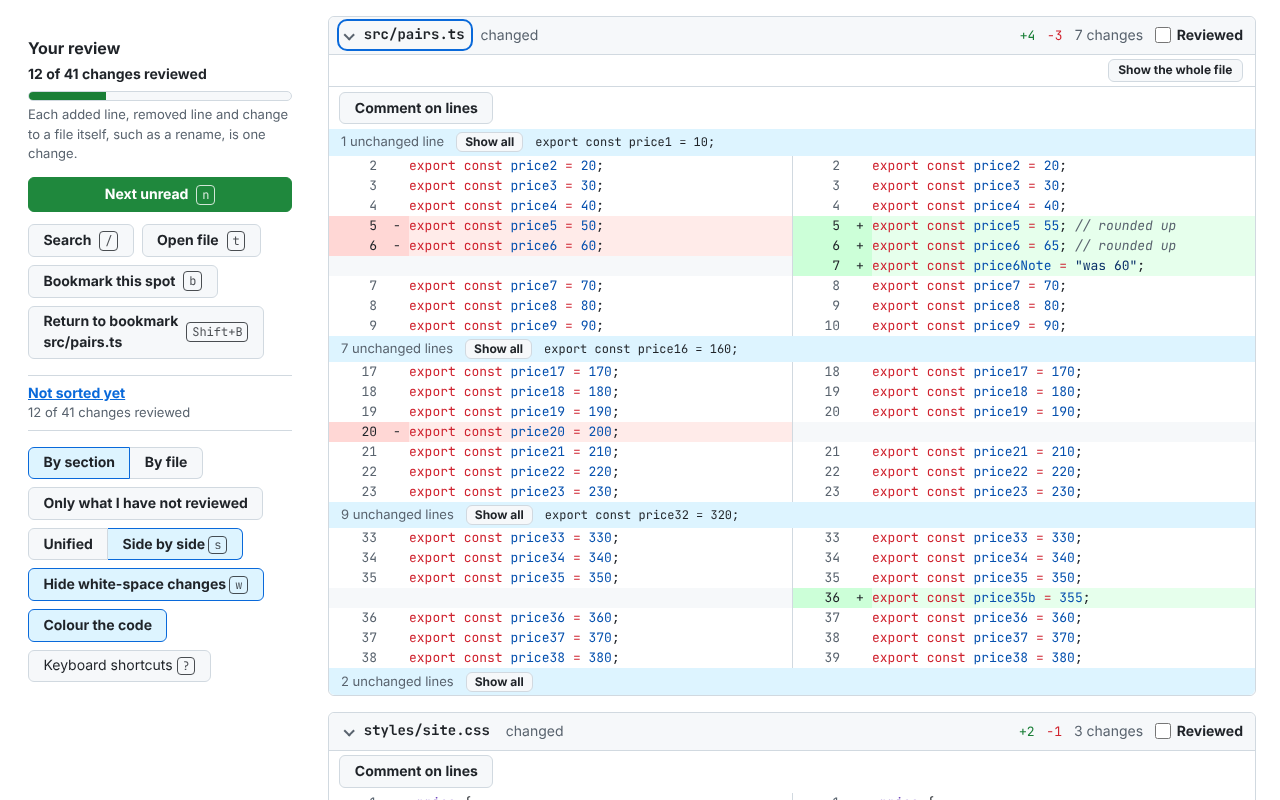 Your review
12 of 41 changes reviewed
Each added line, removed line and change
to a file itself, such as a rename, is one
change.
Next unread n
Search / Open file t
Bookmark this spot b
Return to bookmark
src/pairs.ts Shift+B
Not sorted yet
12 of 41 changes reviewed
By section By file
Only what I have not reviewed
Unified Side by side s
Hide white-space changes w
Colour the code
Keyboard shortcuts ?
src/pairs.ts changed +4 -3 7 changes Reviewed
Show the whole file
Comment on lines
1 unchanged line Show all export const price1 = 10;
2 export const price2 = 20; 2 export const price2 = 20;
3 export const price3 = 30; 3 export const price3 = 30;
4 export const price4 = 40; 4 export const price4 = 40;
5 - export const price5 = 50; 5 + export const price5 = 55; // rounded up
6 - export const price6 = 60; 6 + export const price6 = 65; // rounded up
7 + export const price6Note = "was 60";
7 export const price7 = 70; 8 export const price7 = 70;
8 export const price8 = 80; 9 export const price8 = 80;
9 export const price9 = 90; 10 export const price9 = 90;
7 unchanged lines Show all export const price16 = 160;
17 export const price17 = 170; 18 export const price17 = 170;
18 export const price18 = 180; 19 export const price18 = 180;
19 export const price19 = 190; 20 export const price19 = 190;
20 - export const price20 = 200;
21 export const price21 = 210; 21 export const price21 = 210;
22 export const price22 = 220; 22 export const price22 = 220;
23 export const price23 = 230; 23 export const price23 = 230;
9 unchanged lines Show all export const price32 = 320;
33 export const price33 = 330; 33 export const price33 = 330;
34 export const price34 = 340; 34 export const price34 = 340;
35 export const price35 = 350; 35 export const price35 = 350;
36 + export const price35b = 355;
36 export const price36 = 360; 37 export const price36 = 360;
37 export const price37 = 370; 38 export const price37 = 370;
38 export const price38 = 380; 39 export const price38 = 380;
2 unchanged lines Show all
styles/site.css changed +2 -1 3 changes Reviewed
Comment on lines